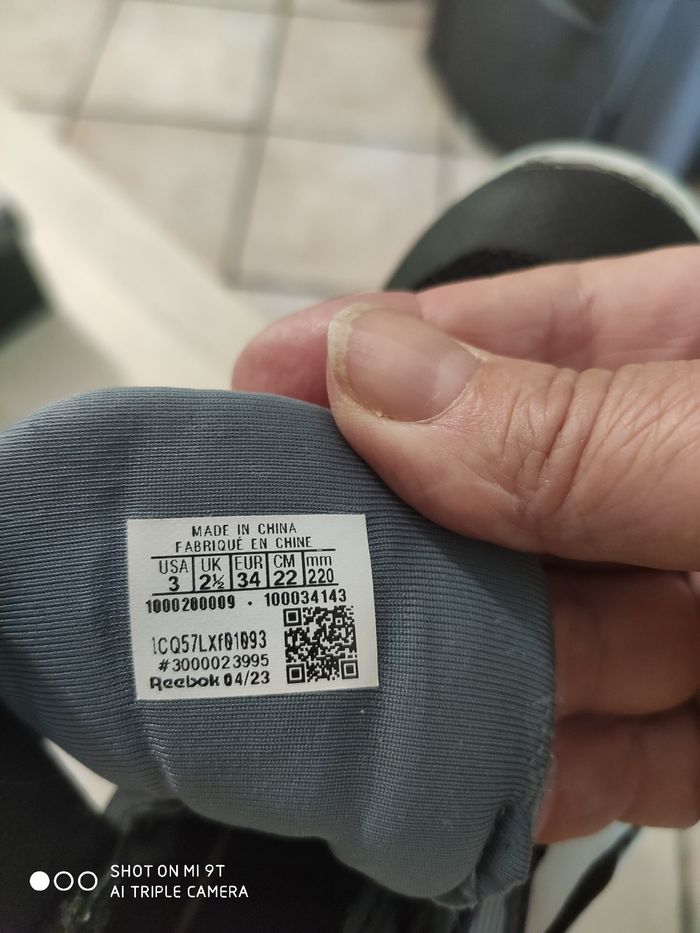 MADE IN CHINA
FABRIQUÉ EN CHINE
USA UK EUR CM mm
3 2½ 34 22 220
1000200009 · 100034143
1CQ57LXf01093
#3000023995
Reebok 04/23
SHOT ON MI 9T
AI TRIPLE CAMERA